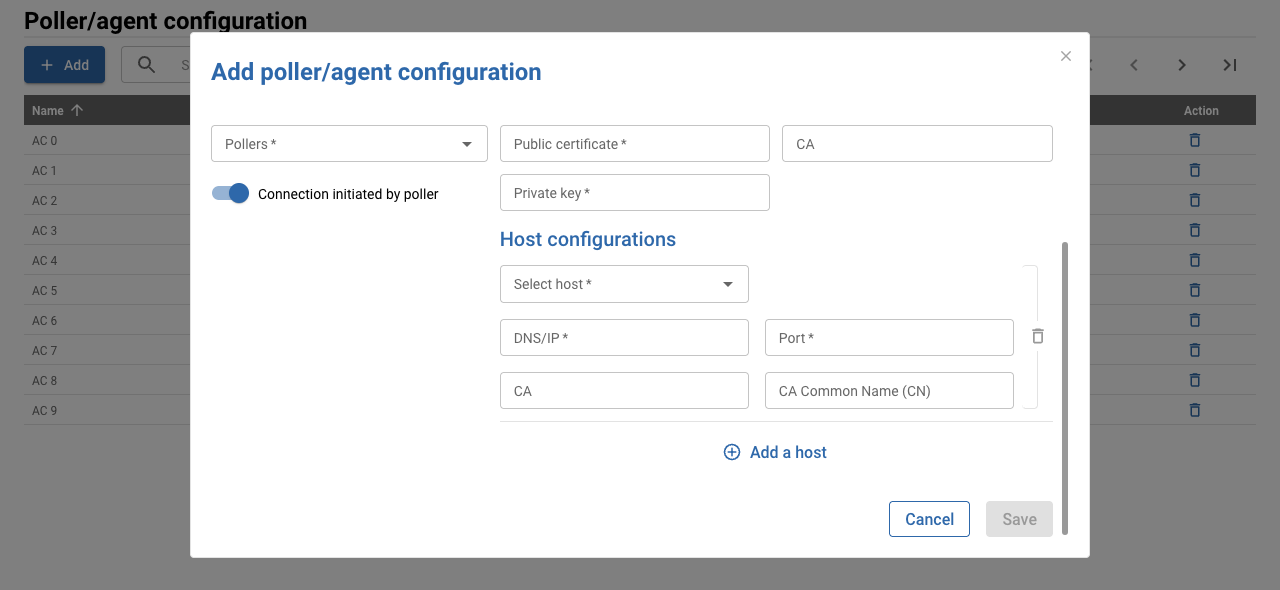 Poller/agent configuration
Add
S
Add poller/agent configuration
Name
Action
Pollers *
Public certificate *
CA
AC 0
AC 1
AC 2
AC 3
AC 4
AC 5
AC 6
AC 7
AC 8
AC 9
Connection initiated by poller
Private key *
Host configurations
Select host *
DNS/IP *
Port *
CA
CA Common Name (CN)
Add a host
Cancel
Save